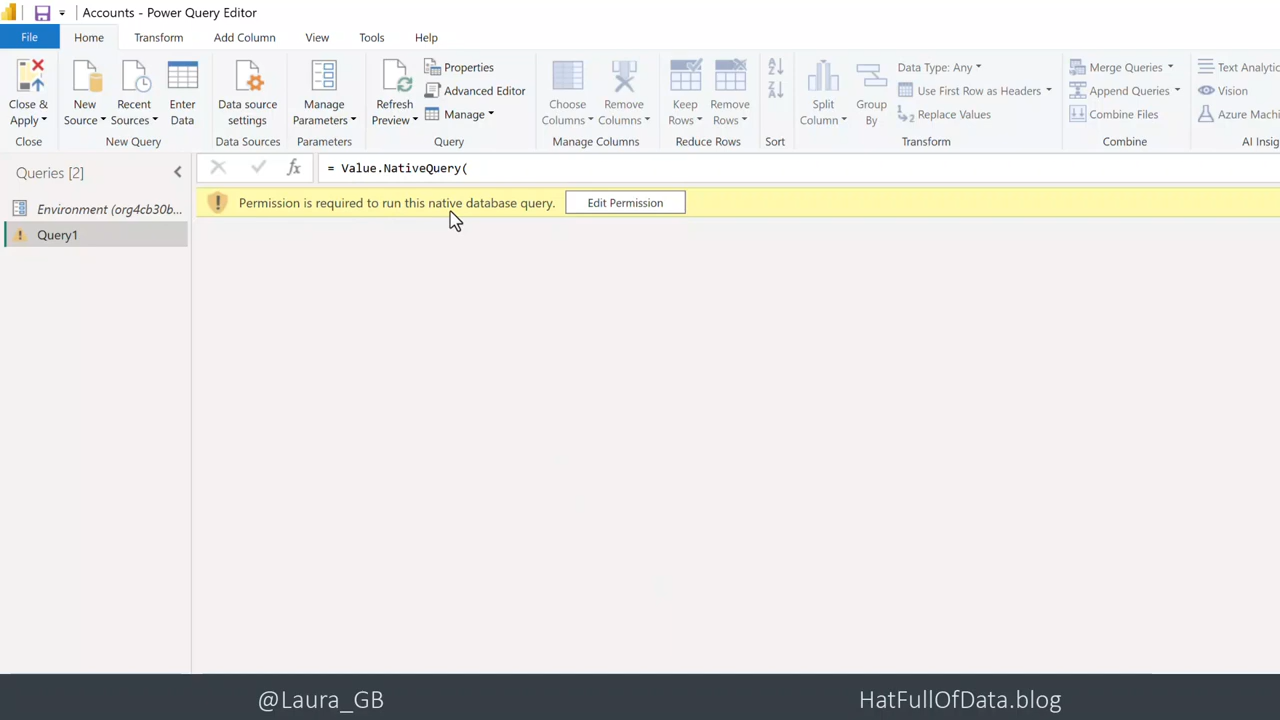 Accounts - Power Query Editor
File Home Transform Add Column View Tools Help
Close & Apply
New Source
Recent Sources
Enter Data
Data source settings
Manage Parameters
Refresh Preview
Properties
Advanced Editor
Manage
Choose Columns
Remove Columns
Keep Rows
Remove Rows
Split Column
Group By
Data Type: Any
Use First Row as Headers
Replace Values
Merge Queries
Append Queries
Combine Files
Text Analytic
Vision
Azure Machi
Close New Query Data Sources Parameters Query Manage Columns Reduce Rows Sort Transform Combine AI Insig
Queries [2]
fx = Value.NativeQuery(
Permission is required to run this native database query. Edit Permission
Environment (org4cb30b...
Query1
@Laura_GB HatFullOfData.blog